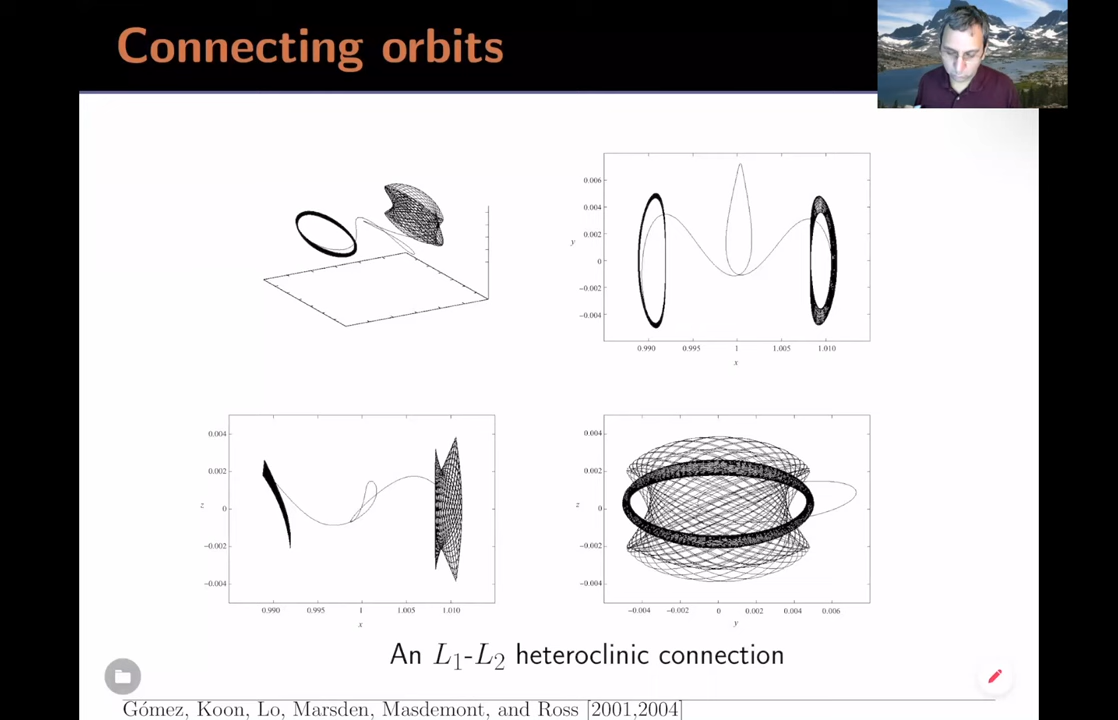 Connecting orbits
0.006
0.004
0.002
y
0
−0.002
−0.004
0.990 0.995 1 1.005 1.010
x
0.004
0.002
z
0
−0.002
−0.004
0.990 0.995 1 1.005 1.010
x
0.004
0.002
z
0
−0.002
−0.004
−0.004 −0.002 0 0.002 0.004 0.006
y
An L1-L2 heteroclinic connection
Gómez, Koon, Lo, Marsden, Masdemont, and Ross [2001,2004]